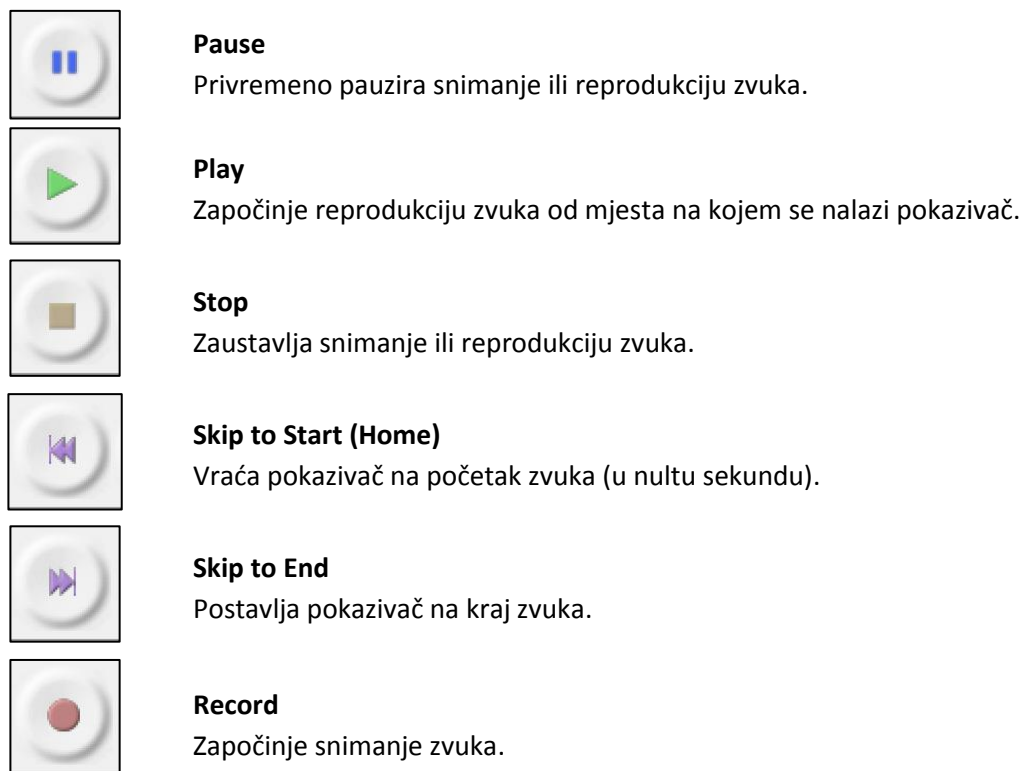 Pause
Privremeno pauzira snimanje ili reprodukciju zvuka.
Play
Započinje reprodukciju zvuka od mjesta na kojem se nalazi pokazivač.
Stop
Zaustavlja snimanje ili reprodukciju zvuka.
Skip to Start (Home)
Vraća pokazivač na početak zvuka (u nultu sekundu).
Skip to End
Postavlja pokazivač na kraj zvuka.
Record
Započinje snimanje zvuka.